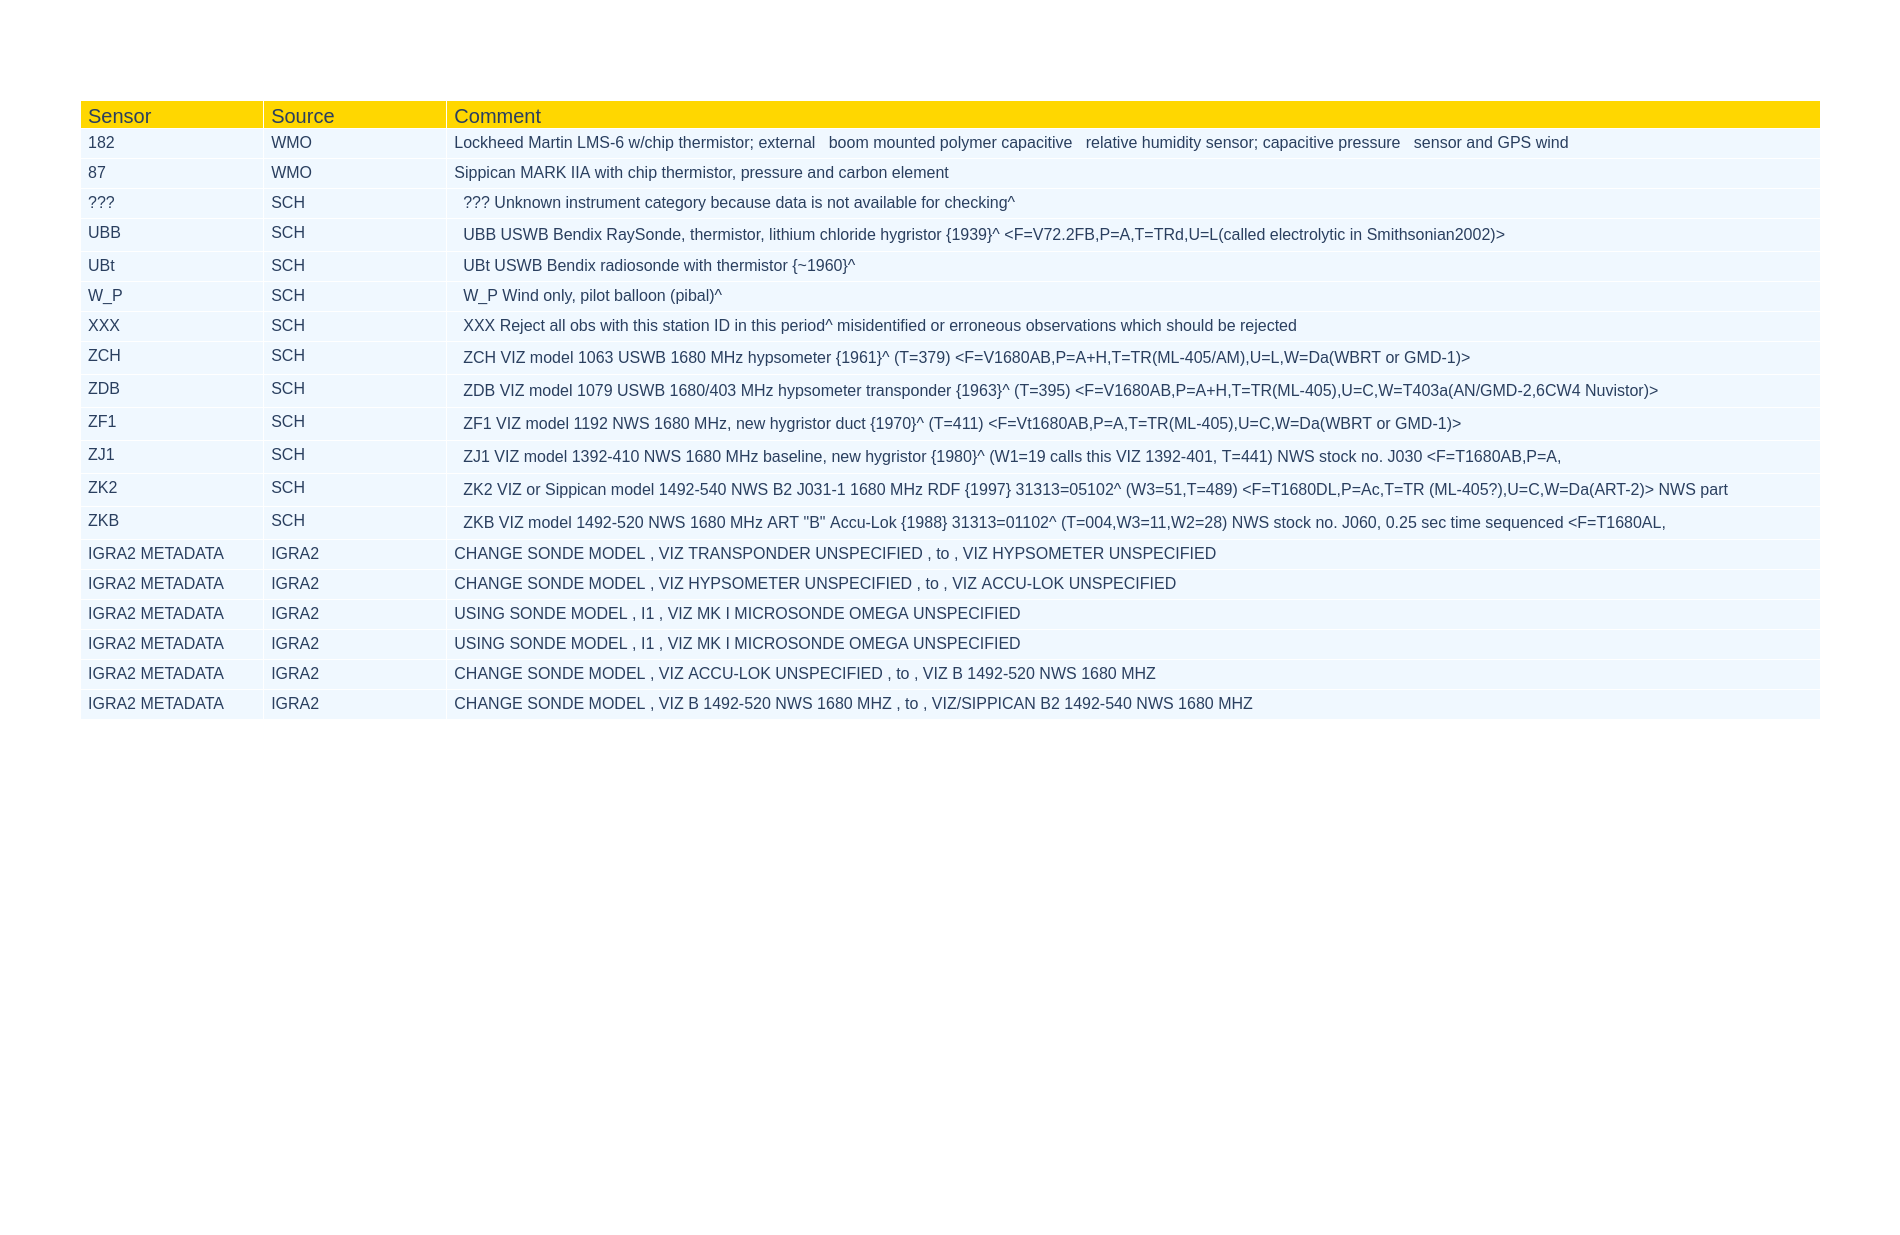 Sensor Source Comment
182 WMO Lockheed Martin LMS-6 w/chip thermistor; external   boom mounted polymer capacitive   relative humidity sensor; capacitive pressure   sensor and GPS wind
87 WMO Sippican MARK IIA with chip thermistor, pressure and carbon element
??? SCH ??? Unknown instrument category because data is not available for checking^
UBB SCH UBB USWB Bendix RaySonde, thermistor, lithium chloride hygristor {1939}^ <F=V72.2FB,P=A,T=TRd,U=L(called electrolytic in Smithsonian2002)>
UBt SCH UBt USWB Bendix radiosonde with thermistor {~1960}^
W_P SCH W_P Wind only, pilot balloon (pibal)^
XXX SCH XXX Reject all obs with this station ID in this period^ misidentified or erroneous observations which should be rejected
ZCH SCH ZCH VIZ model 1063 USWB 1680 MHz hypsometer {1961}^ (T=379) <F=V1680AB,P=A+H,T=TR(ML-405/AM),U=L,W=Da(WBRT or GMD-1)>
ZDB SCH ZDB VIZ model 1079 USWB 1680/403 MHz hypsometer transponder {1963}^ (T=395) <F=V1680AB,P=A+H,T=TR(ML-405),U=C,W=T403a(AN/GMD-2,6CW4 Nuvistor)>
ZF1 SCH ZF1 VIZ model 1192 NWS 1680 MHz, new hygristor duct {1970}^ (T=411) <F=Vt1680AB,P=A,T=TR(ML-405),U=C,W=Da(WBRT or GMD-1)>
ZJ1 SCH ZJ1 VIZ model 1392-410 NWS 1680 MHz baseline, new hygristor {1980}^ (W1=19 calls this VIZ 1392-401, T=441) NWS stock no. J030 <F=T1680AB,P=A,
ZK2 SCH ZK2 VIZ or Sippican model 1492-540 NWS B2 J031-1 1680 MHz RDF {1997} 31313=05102^ (W3=51,T=489) <F=T1680DL,P=Ac,T=TR (ML-405?),U=C,W=Da(ART-2)> NWS part
ZKB SCH ZKB VIZ model 1492-520 NWS 1680 MHz ART "B" Accu-Lok {1988} 31313=01102^ (T=004,W3=11,W2=28) NWS stock no. J060, 0.25 sec time sequenced <F=T1680AL,
IGRA2 METADATA IGRA2 CHANGE SONDE MODEL , VIZ TRANSPONDER UNSPECIFIED , to , VIZ HYPSOMETER UNSPECIFIED
IGRA2 METADATA IGRA2 CHANGE SONDE MODEL , VIZ HYPSOMETER UNSPECIFIED , to , VIZ ACCU-LOK UNSPECIFIED
IGRA2 METADATA IGRA2 USING SONDE MODEL , I1 , VIZ MK I MICROSONDE OMEGA UNSPECIFIED
IGRA2 METADATA IGRA2 USING SONDE MODEL , I1 , VIZ MK I MICROSONDE OMEGA UNSPECIFIED
IGRA2 METADATA IGRA2 CHANGE SONDE MODEL , VIZ ACCU-LOK UNSPECIFIED , to , VIZ B 1492-520 NWS 1680 MHZ
IGRA2 METADATA IGRA2 CHANGE SONDE MODEL , VIZ B 1492-520 NWS 1680 MHZ , to , VIZ/SIPPICAN B2 1492-540 NWS 1680 MHZ